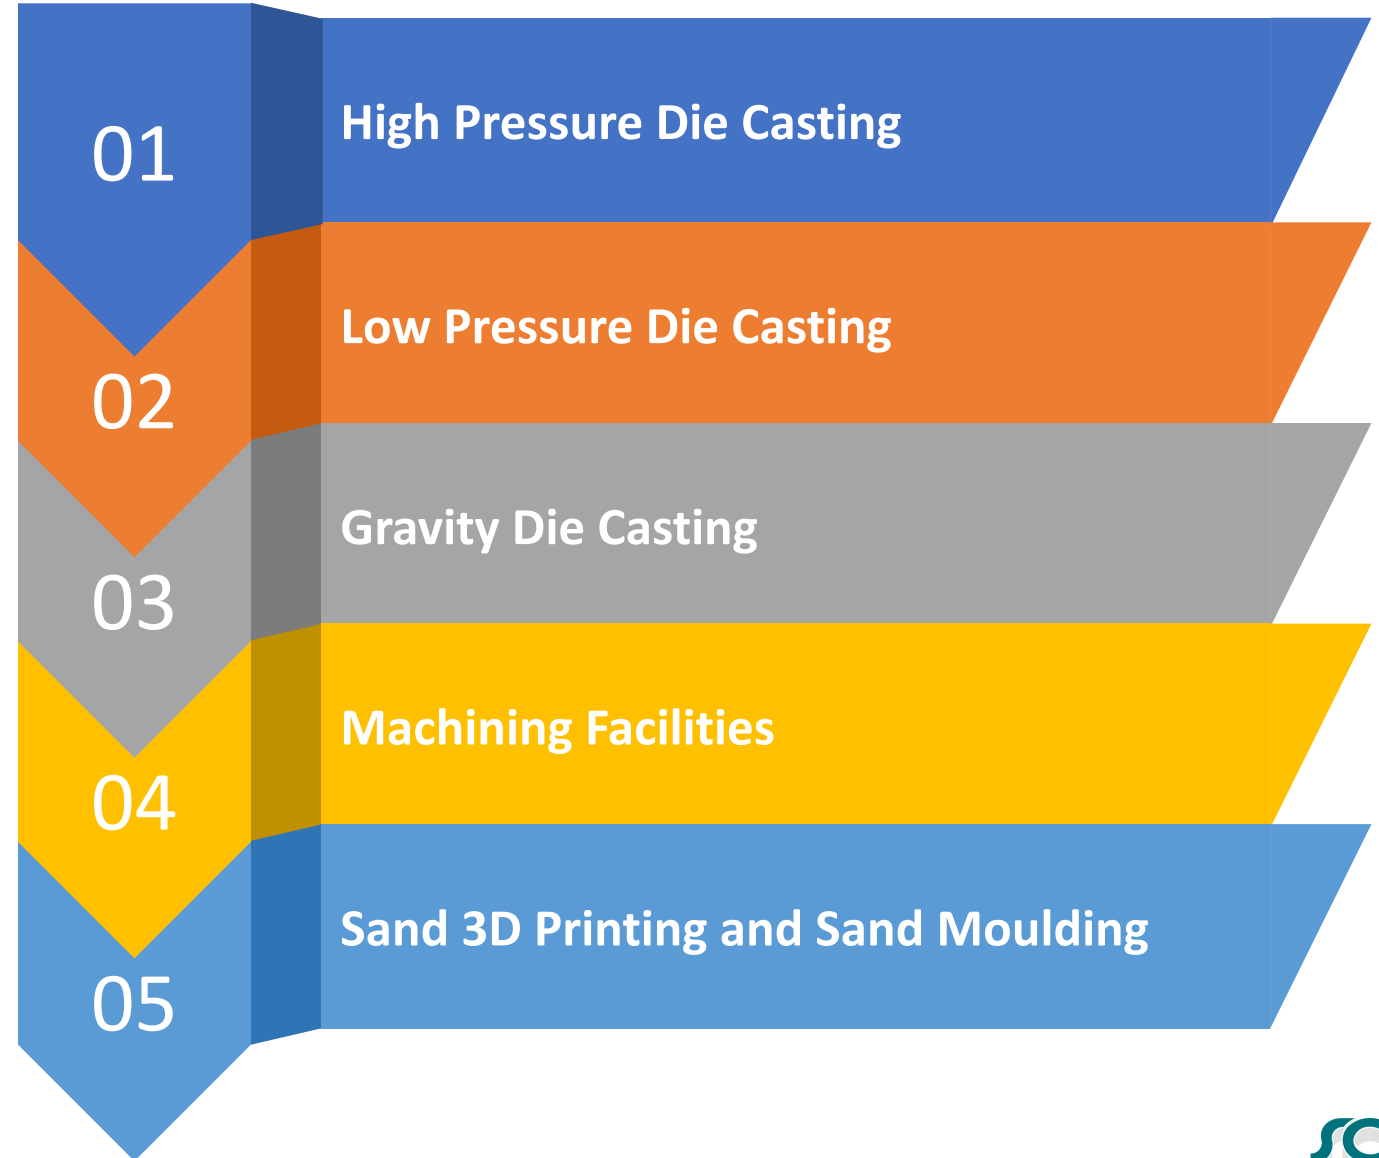 01
High Pressure Die Casting
02
Low Pressure Die Casting
03
Gravity Die Casting
04
Machining Facilities
05
Sand 3D Printing and Sand Moulding